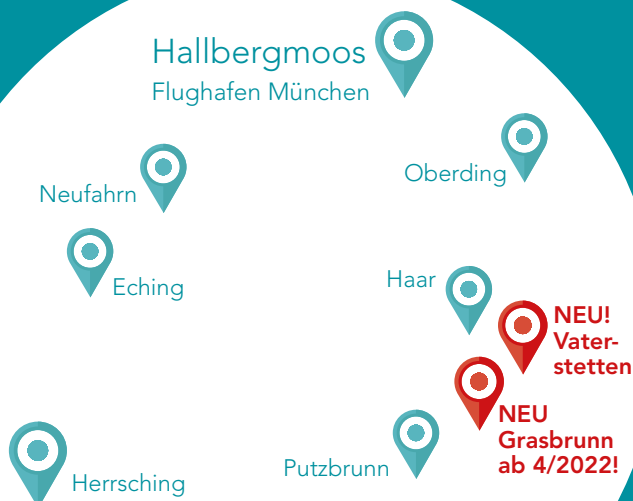 Hallbergmoos
Flughafen München
Oberding
Neufahrn
Eching
Haar
NEU!
Vater-
stetten
NEU
Grasbrunn
ab 4/2022!
Putzbrunn
Herrsching